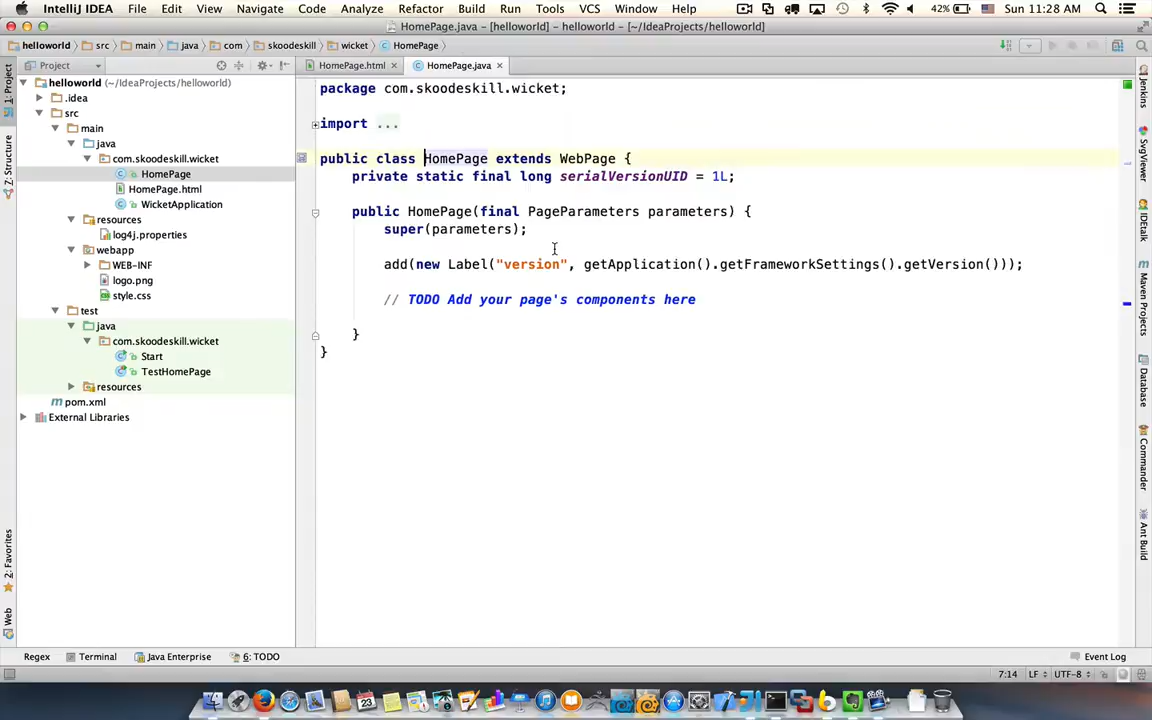 IntelliJ IDEA File Edit View Navigate Code Analyze Refactor Build Run Tools VCS Window Help 42% Sun 11:28 AM
HomePage.java - [helloworld] - helloworld - [~/IdeaProjects/helloworld]
helloworld src main java com skoodeskill wicket HomePage
Project
HomePage.html HomePage.java
1: Project
7: Structure
2: Favorites
Web
helloworld (~/IdeaProjects/helloworld)
.idea
src
main
java
com.skoodeskill.wicket
HomePage
HomePage.html
WicketApplication
resources
log4j.properties
webapp
WEB-INF
logo.png
style.css
test
java
com.skoodeskill.wicket
Start
TestHomePage
resources
pom.xml
External Libraries
package com.skoodeskill.wicket;
import ...
public class HomePage extends WebPage {
private static final long serialVersionUID = 1L;
public HomePage(final PageParameters parameters) {
super(parameters);
add(new Label("version", getApplication().getFrameworkSettings().getVersion()));
// TODO Add your page's components here
}
}
Jenkins
SvgViewer
IDEtalk
Maven Projects
Database
Commander
Ant Build
Regex Terminal Java Enterprise 6: TODO Event Log
7:14 LF UTF-8